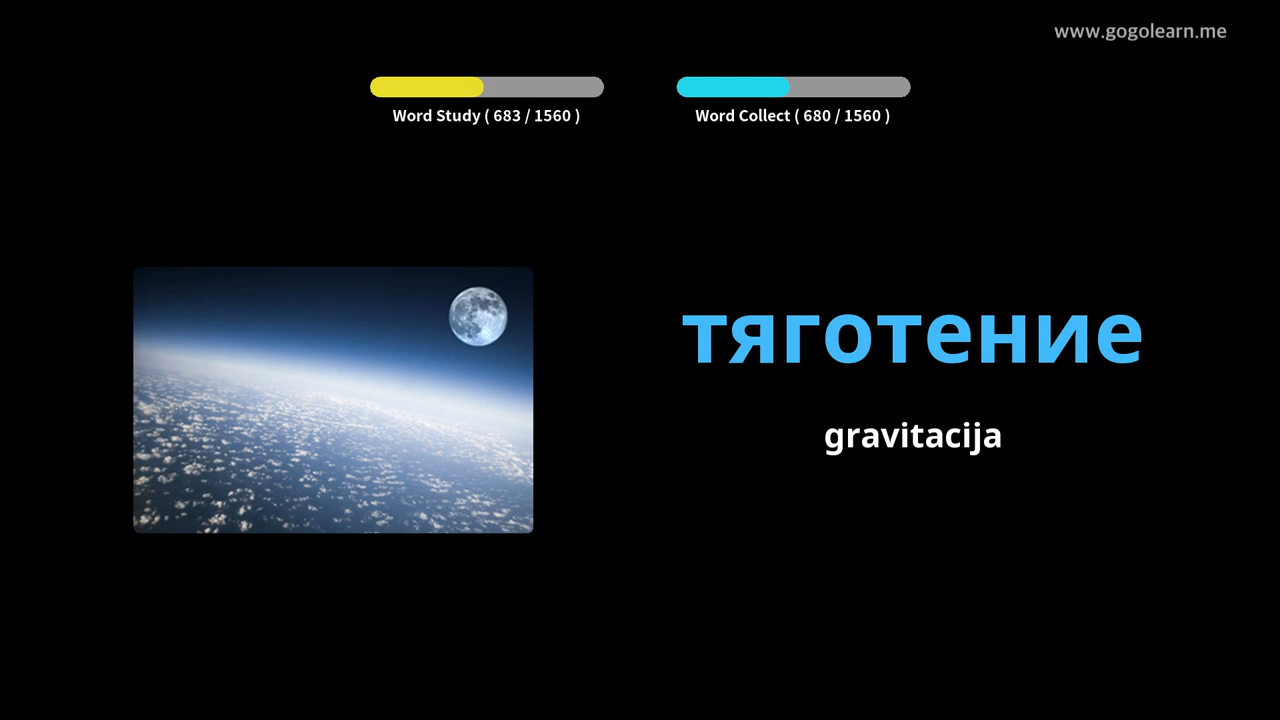 www.gogolearn.me
Word Study ( 683 / 1560 )
Word Collect ( 680 / 1560 )
тяготение
gravitacija